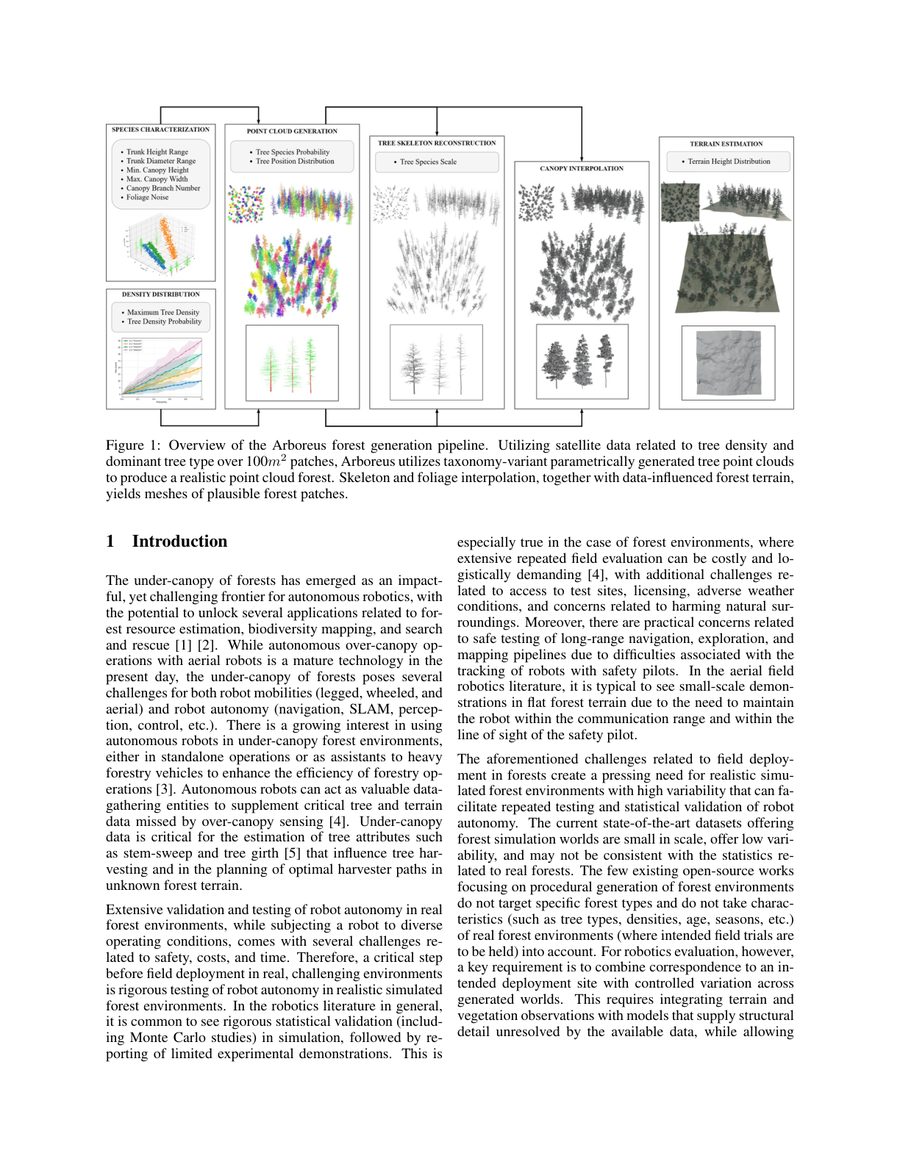 SPECIES CHARACTERIZATION
• Trunk Height Range
• Trunk Diameter Range
• Min. Canopy Height
• Max. Canopy Width
• Canopy Branch Number
• Foliage Noise
DENSITY DISTRIBUTION
• Maximum Tree Density
• Tree Density Probability
POINT CLOUD GENERATION
• Tree Species Probability
• Tree Position Distribution
TREE SKELETON RECONSTRUCTION
• Tree Species Scale
CANOPY INTERPOLATION
TERRAIN ESTIMATION
• Terrain Height Distribution
Figure 1: Overview of the Arboreus forest generation pipeline. Utilizing satellite data related to tree density and
dominant tree type over 100m² patches, Arboreus utilizes taxonomy-variant parametrically generated tree point clouds
to produce a realistic point cloud forest. Skeleton and foliage interpolation, together with data-influenced forest terrain,
yields meshes of plausible forest patches.
1 Introduction
The under-canopy of forests has emerged as an impact-
ful, yet challenging frontier for autonomous robotics, with
the potential to unlock several applications related to for-
est resource estimation, biodiversity mapping, and search
and rescue [1] [2]. While autonomous over-canopy op-
erations with aerial robots is a mature technology in the
present day, the under-canopy of forests poses several
challenges for both robot mobilities (legged, wheeled, and
aerial) and robot autonomy (navigation, SLAM, percep-
tion, control, etc.). There is a growing interest in using
autonomous robots in under-canopy forest environments,
either in standalone operations or as assistants to heavy
forestry vehicles to enhance the efficiency of forestry op-
erations [3]. Autonomous robots can act as valuable data-
gathering entities to supplement critical tree and terrain
data missed by over-canopy sensing [4]. Under-canopy
data is critical for the estimation of tree attributes such
as stem-sweep and tree girth [5] that influence tree har-
vesting and in the planning of optimal harvester paths in
unknown forest terrain.
Extensive validation and testing of robot autonomy in real
forest environments, while subjecting a robot to diverse
operating conditions, comes with several challenges re-
lated to safety, costs, and time. Therefore, a critical step
before field deployment in real, challenging environments
is rigorous testing of robot autonomy in realistic simulated
forest environments. In the robotics literature in general,
it is common to see rigorous statistical validation (includ-
ing Monte Carlo studies) in simulation, followed by re-
porting of limited experimental demonstrations. This is
especially true in the case of forest environments, where
extensive repeated field evaluation can be costly and lo-
gistically demanding [4], with additional challenges re-
lated to access to test sites, licensing, adverse weather
conditions, and concerns related to harming natural sur-
roundings. Moreover, there are practical concerns related
to safe testing of long-range navigation, exploration, and
mapping pipelines due to difficulties associated with the
tracking of robots with safety pilots. In the aerial field
robotics literature, it is typical to see small-scale demon-
strations in flat forest terrain due to the need to maintain
the robot within the communication range and within the
line of sight of the safety pilot.
The aforementioned challenges related to field deploy-
ment in forests create a pressing need for realistic simu-
lated forest environments with high variability that can fa-
cilitate repeated testing and statistical validation of robot
autonomy. The current state-of-the-art datasets offering
forest simulation worlds are small in scale, offer low vari-
ability, and may not be consistent with the statistics re-
lated to real forests. The few existing open-source works
focusing on procedural generation of forest environments
do not target specific forest types and do not take charac-
teristics (such as tree types, densities, age, seasons, etc.)
of real forest environments (where intended field trials are
to be held) into account. For robotics evaluation, however,
a key requirement is to combine correspondence to an in-
tended deployment site with controlled variation across
generated worlds. This requires integrating terrain and
vegetation observations with models that supply structural
detail unresolved by the available data, while allowing